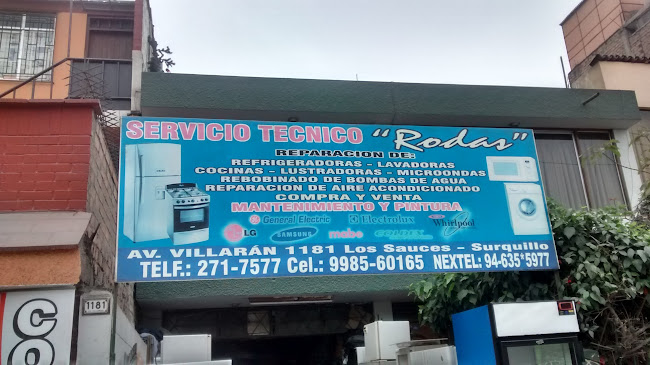 SERVICIO TECNICO "Rodas"
REPARACION DE:
REFRIGERADORAS - LAVADORAS
COCINAS - LUSTRADORAS - MICROONDAS
REBOBINADO DE BOMBAS DE AGUA
REPARACION DE AIRE ACONDICIONADO
COMPRA Y VENTA
MANTENIMIENTO Y PINTURA
General Electric Electrolux Whirlpool
LG SAMSUNG mabe GOLDEX
AV. VILLARÁN 1181 Los Sauces - Surquillo
TELF.: 271-7577 Cel.: 9985-60165 NEXTEL: 94-635*5977
1181
CO